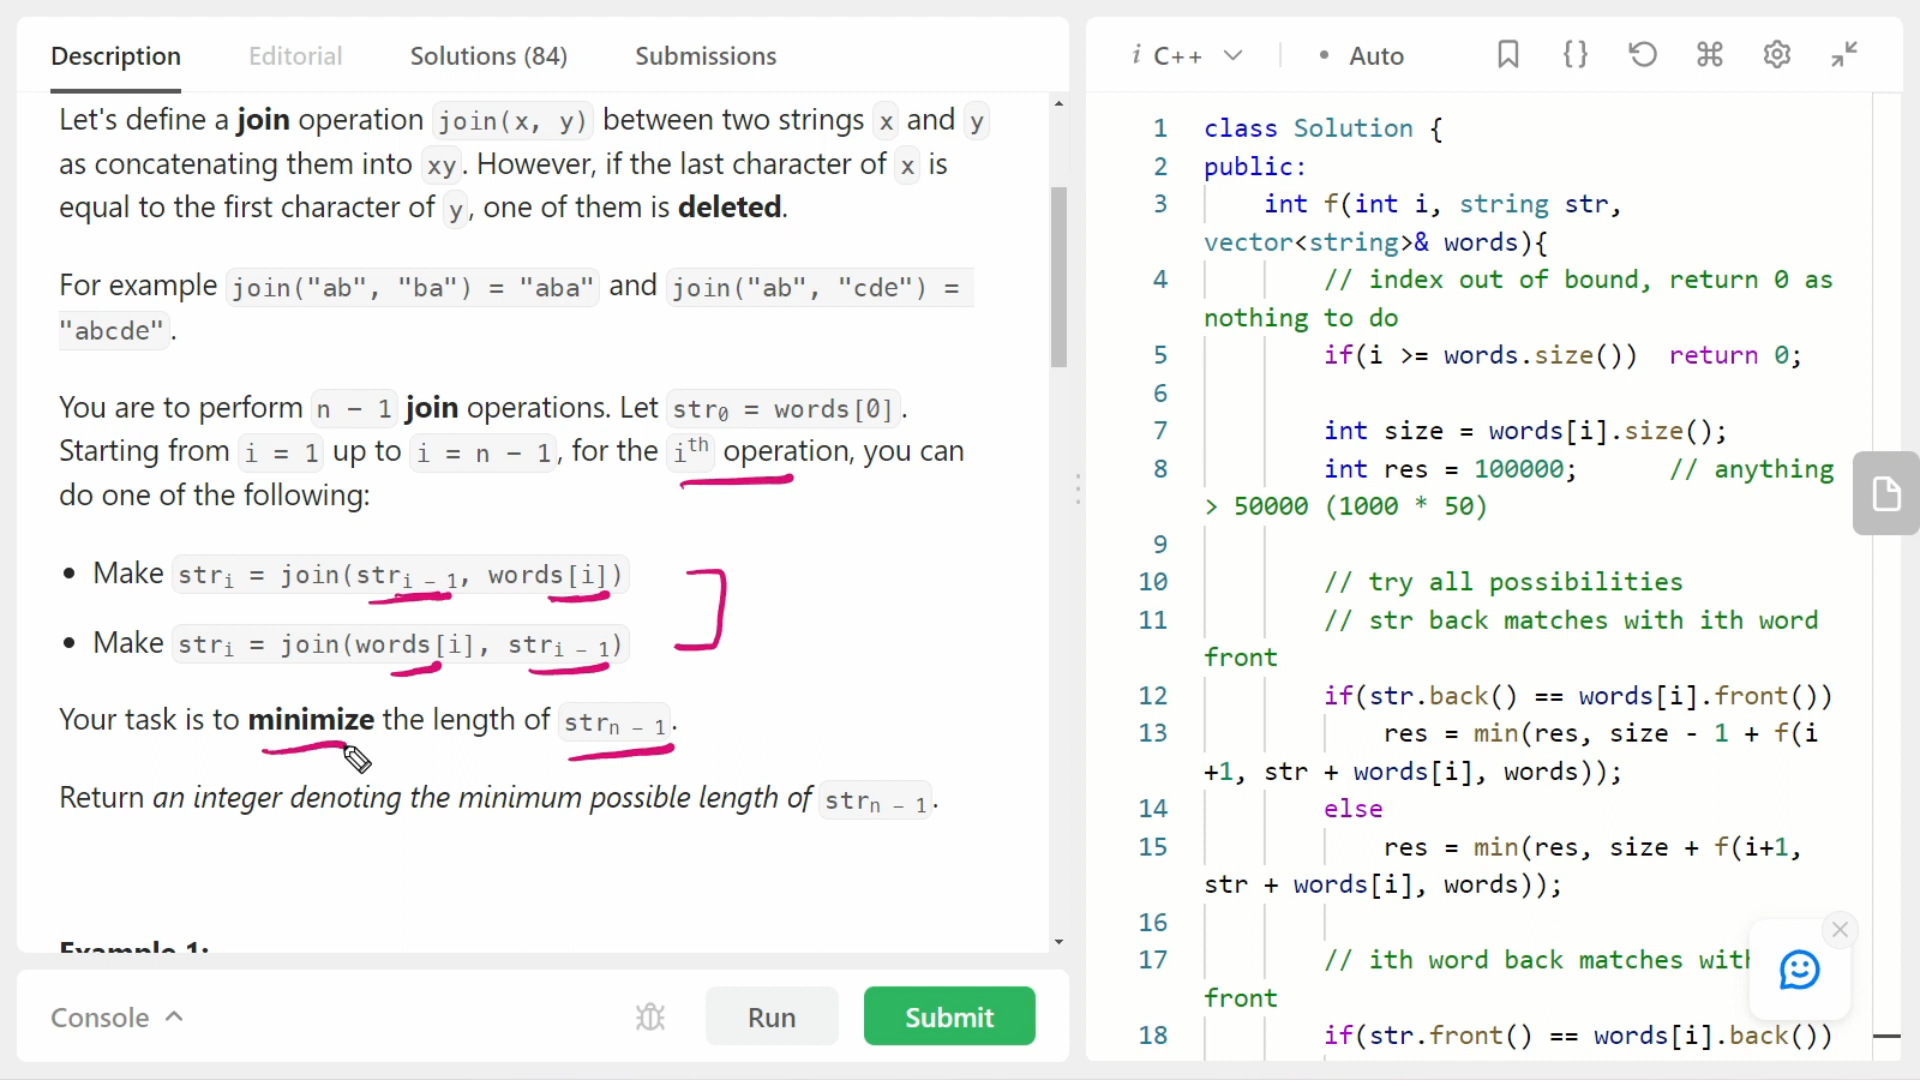 Description Editorial Solutions (84) Submissions
Let's define a join operation join(x, y) between two strings x and y
as concatenating them into xy. However, if the last character of x is
equal to the first character of y, one of them is deleted.
For example join("ab", "ba") = "aba" and join("ab", "cde") =
"abcde".
You are to perform n - 1 join operations. Let str0 = words[0].
Starting from i = 1 up to i = n - 1, for the ith operation, you can
do one of the following:
• Make stri = join(stri - 1, words[i])
• Make stri = join(words[i], stri - 1)
Your task is to minimize the length of strn - 1.
Return an integer denoting the minimum possible length of strn - 1.
Example 1:
Console
Run
Submit
i C++ • Auto
1 class Solution {
2 public:
3 int f(int i, string str,
vector<string>& words){
4 // index out of bound, return 0 as
nothing to do
5 if(i >= words.size()) return 0;
6
7 int size = words[i].size();
8 int res = 100000; // anything
> 50000 (1000 * 50)
9
10 // try all possibilities
11 // str back matches with ith word
front
12 if(str.back() == words[i].front())
13 res = min(res, size - 1 + f(i
+1, str + words[i], words));
14 else
15 res = min(res, size + f(i+1,
str + words[i], words));
16
17 // ith word back matches with
front
18 if(str.front() == words[i].back())